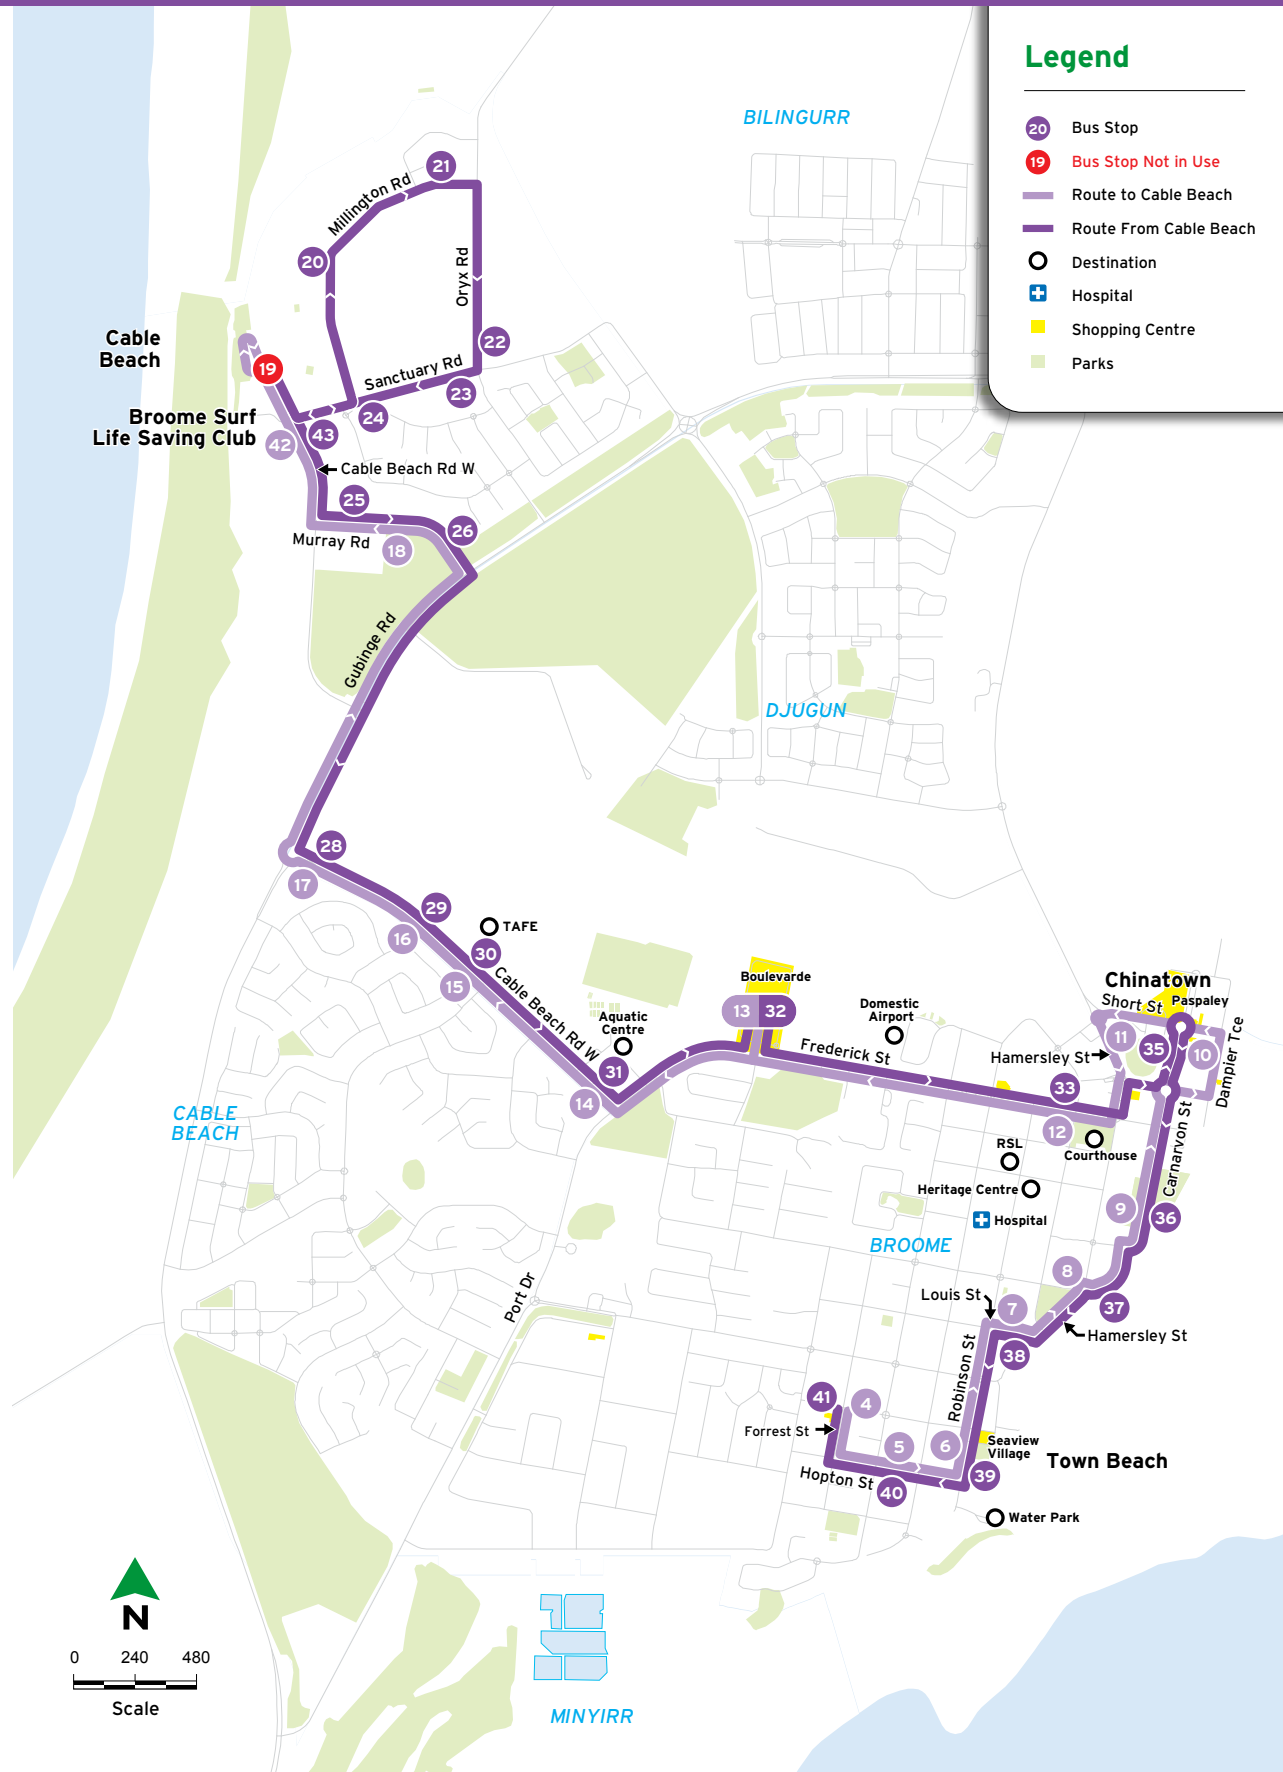 Legend
20 Bus Stop
19 Bus Stop Not in Use
Route to Cable Beach
Route From Cable Beach
Destination
Hospital
Shopping Centre
Parks
BILINGURR
21
Millington Rd
20
Oryx Rd
22
Cable
Beach
19
Sanctuary Rd
23
24
Broome Surf
Life Saving Club
43
42
Cable Beach Rd W
25
26
Murray Rd
18
Gubinge Rd
DJUGUN
28
17
29
16
TAFE
30
15
Cable Beach Rd W
Aquatic
Centre
31
14
Boulevarde
13 32
Domestic
Airport
Frederick St
Chinatown
Short St
Paspaley
11
35
10
Hamersley St
Dampier Tce
33
12
Courthouse
Carnarvon St
CABLE
BEACH
RSL
Heritage Centre
Hospital
9
36
BROOME
8
Louis St
7
37
Hamersley St
38
Port Dr
Robinson St
41
4
Forrest St
5
6
Seaview
Village
Town Beach
39
Hopton St
40
Water Park
N
0 240 480
Scale
MINYIRR